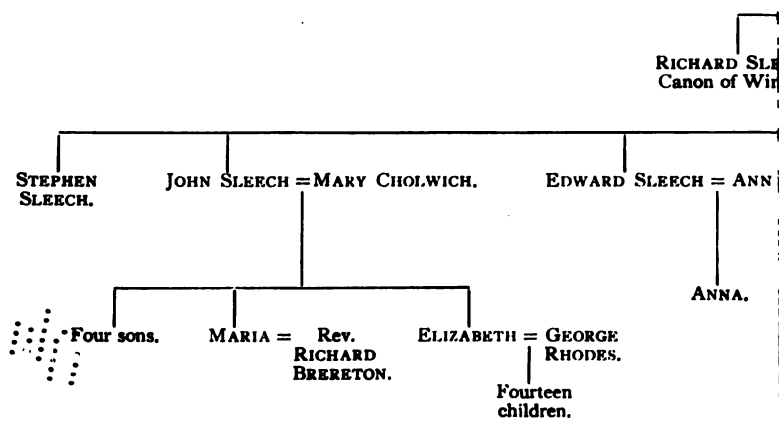 RICHARD SLE
Canon of Win
STEPHEN SLEECH.
JOHN SLEECH = MARY CHOLWICH.
EDWARD SLEECH = ANN
ANNA.
Four sons.
MARIA = Rev. RICHARD BRERETON.
ELIZABETH = GEORGE RHODES.
Fourteen children.